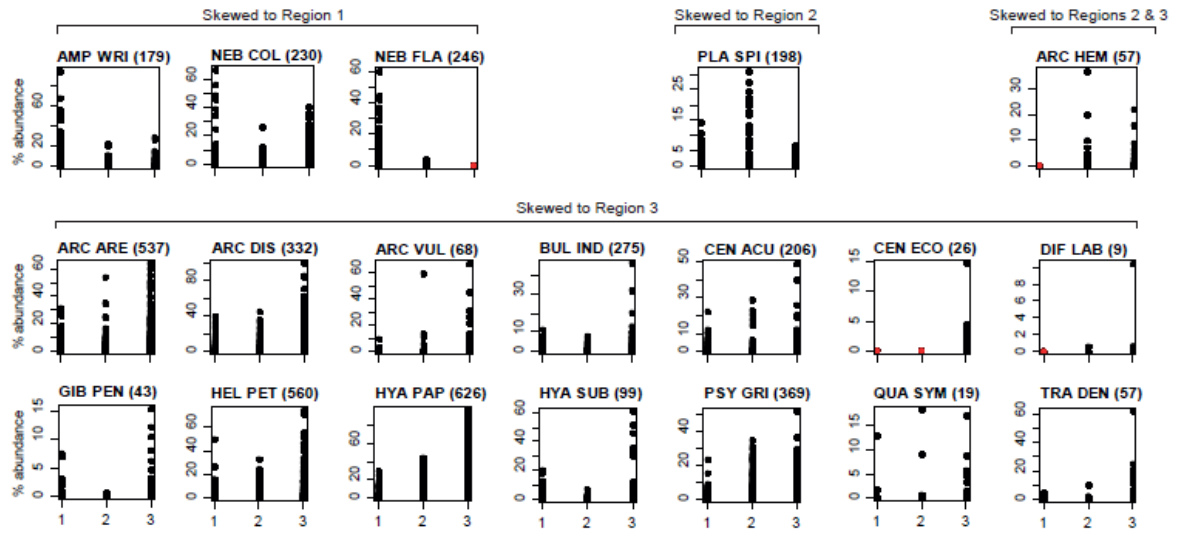 Skewed to Region 1 Skewed to Region 2 Skewed to Regions 2 & 3
AMP WRI (179) NEB COL (230) NEB FLA (246) PLA SPI (198) ARC HEM (57)
% abundance
0 20 60
0 20 40 60
0 20 40 60
0 5 15 25
0 10 20 30
Skewed to Region 3
ARC ARE (537) ARC DIS (332) ARC VUL (68) BUL IND (275) CEN ACU (206) CEN ECO (26) DIF LAB (9)
% abundance
0 20 40 60
0 20 40 60 80
0 20 40 60
0 10 30
0 10 30 50
0 5 10 15
0 2 4 6 8
GIB PEN (43) HEL PET (560) HYA PAP (626) HYA SUB (99) PSY GRI (369) QUA SYM (19) TRA DEN (57)
% abundance
0 5 10 15
0 20 40 60
0 20 60
0 20 40 60
0 20 40
0 5 10 15
0 20 40 60
1 2 3 1 2 3 1 2 3 1 2 3 1 2 3 1 2 3 1 2 3